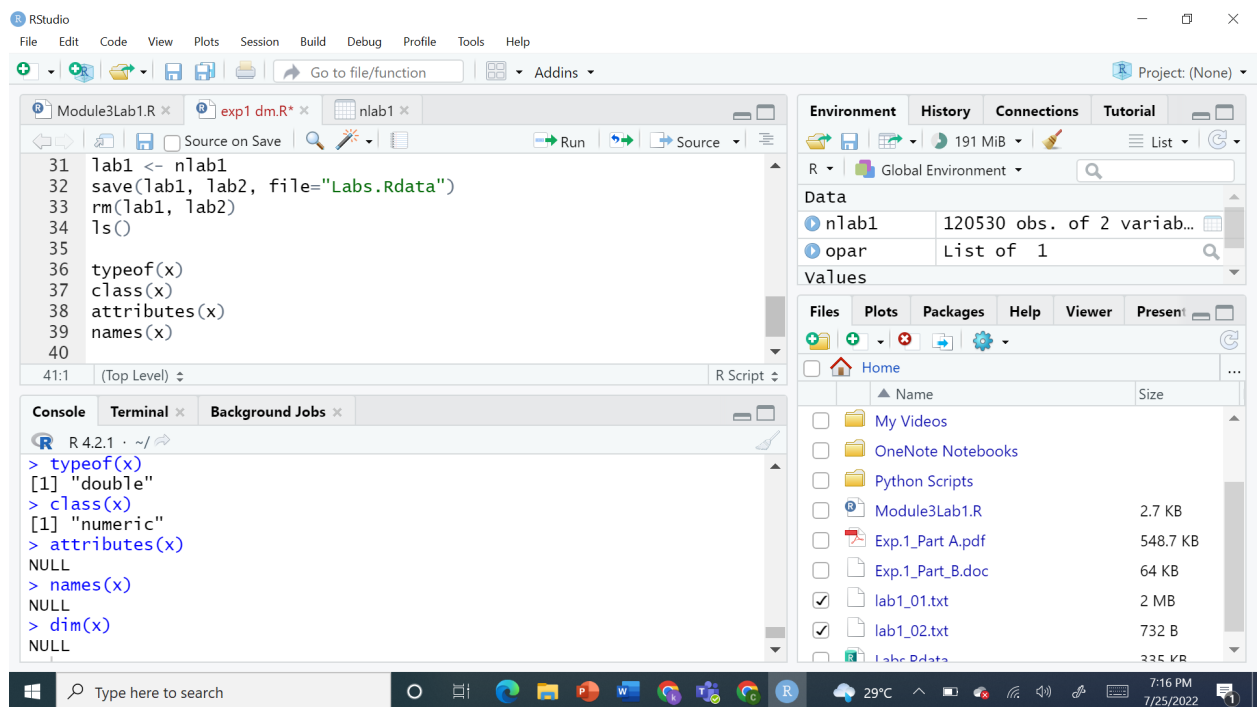 RStudio
File Edit Code View Plots Session Build Debug Profile Tools Help
Go to file/function Addins Project: (None)
Module3Lab1.R exp1 dm.R* nlab1
Source on Save Run Source
31 lab1 <- nlab1
32 save(lab1, lab2, file="Labs.Rdata")
33 rm(lab1, lab2)
34 ls()
35
36 typeof(x)
37 class(x)
38 attributes(x)
39 names(x)
40
41:1 (Top Level) R Script
Console Terminal Background Jobs
R 4.2.1 · ~/
> typeof(x)
[1] "double"
> class(x)
[1] "numeric"
> attributes(x)
NULL
> names(x)
NULL
> dim(x)
NULL
Environment History Connections Tutorial
191 MiB List
R Global Environment
Data
nlab1 120530 obs. of 2 variab…
opar List of 1
Values
Files Plots Packages Help Viewer Present
Home ...
Name Size
My Videos
OneNote Notebooks
Python Scripts
Module3Lab1.R 2.7 KB
Exp.1_Part A.pdf 548.7 KB
Exp.1_Part_B.doc 64 KB
lab1_01.txt 2 MB
lab1_02.txt 732 B
Labs.Rdata 335 KB
Type here to search
29°C
7:16 PM
7/25/2022
1